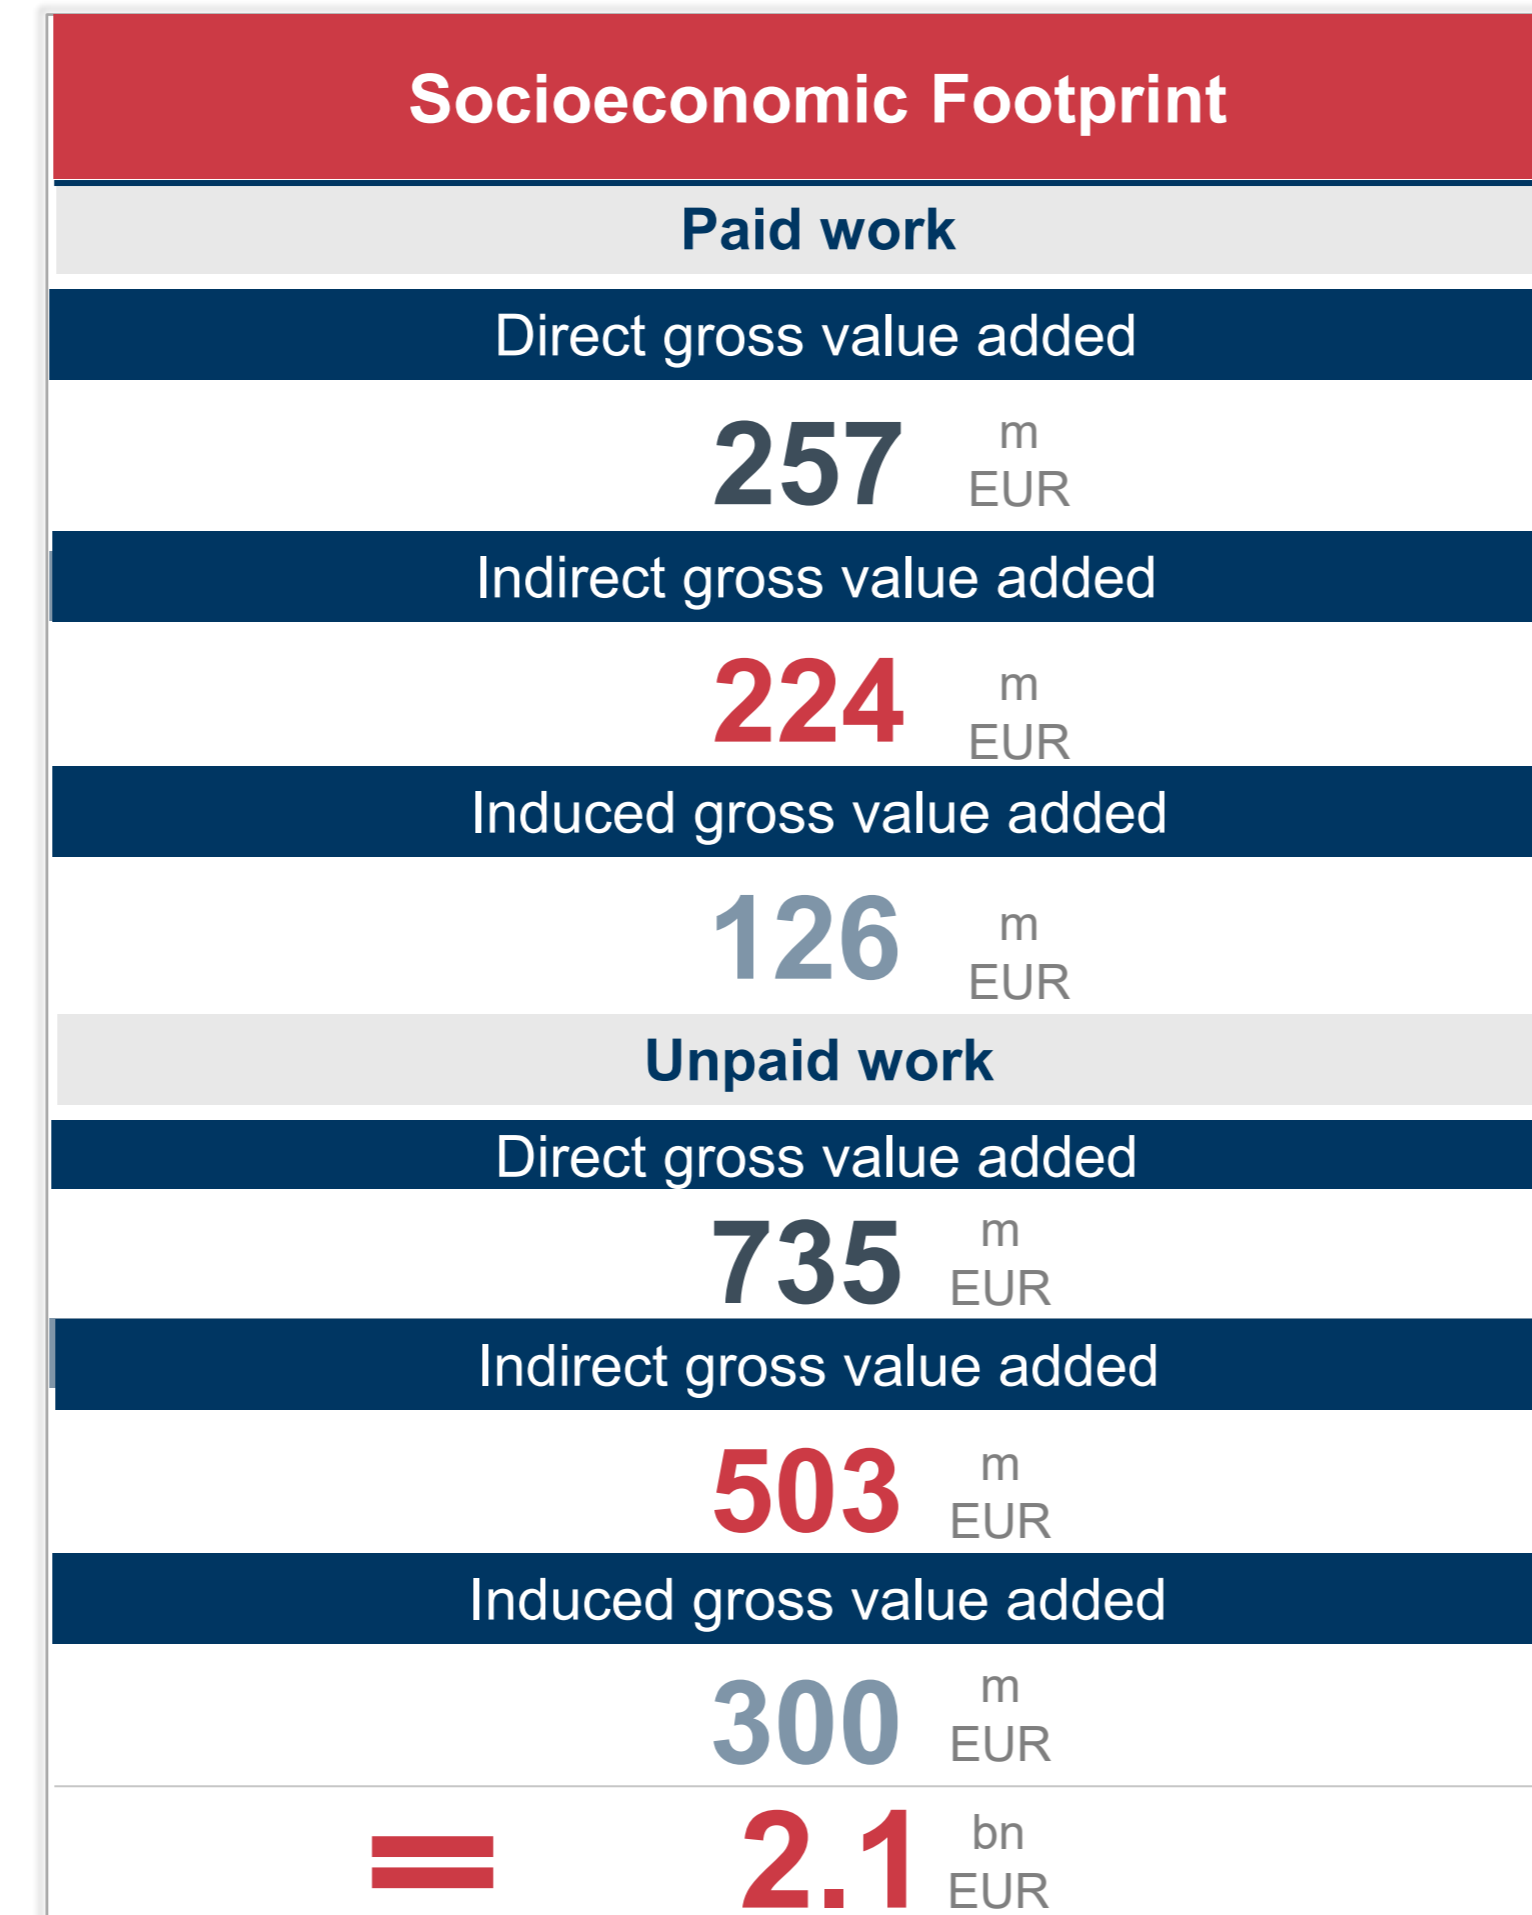 Socioeconomic Footprint
Paid work
Direct gross value added
257 m
EUR
Indirect gross value added
224 m
EUR
Induced gross value added
126 m
EUR
Unpaid work
Direct gross value added
735 m
EUR
Indirect gross value added
503 m
EUR
Induced gross value added
300 m
EUR
= 2.1 bn
EUR